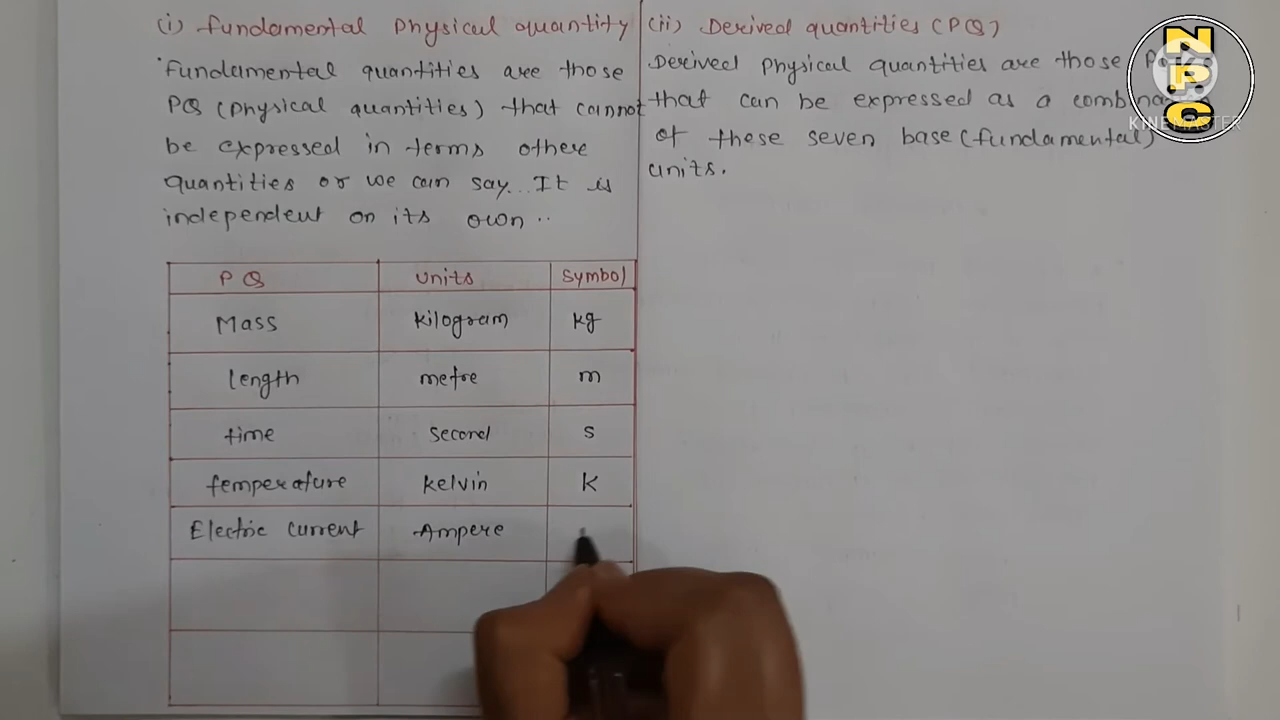 (i) Fundamental Physical quantity
Fundamental quantities are those
PQ (physical quantities) that cannot
be expressed in terms othere
quantities or we can say... It is
independent on its own..
PQ Units Symbol
Mass kilogram kg
length metre m
time second s
temperature kelvin K
Electric current Ampere
(ii) Derived quantities (PQ)
Derived physical quantities are those
that can be expressed as a
of these seven base (fundamental)
units.
NPC
KINEMASTER